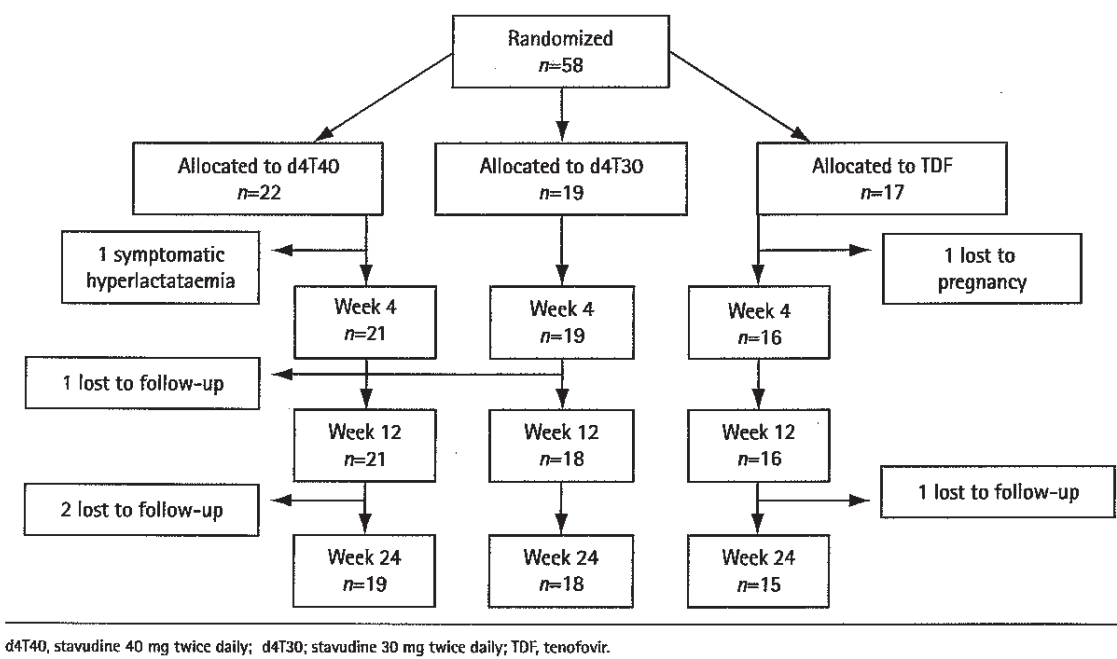 Randomized
n=58
Allocated to d4T40
n=22
Allocated to d4T30
n=19
Allocated to TDF
n=17
1 symptomatic
hyperlactataemia
1 lost to
pregnancy
Week 4
n=21
Week 4
n=19
Week 4
n=16
1 lost to follow-up
Week 12
n=21
Week 12
n=18
Week 12
n=16
2 lost to follow-up
1 lost to follow-up
Week 24
n=19
Week 24
n=18
Week 24
n=15
d4T40, stavudine 40 mg twice daily; d4T30; stavudine 30 mg twice daily; TDF, tenofovir.